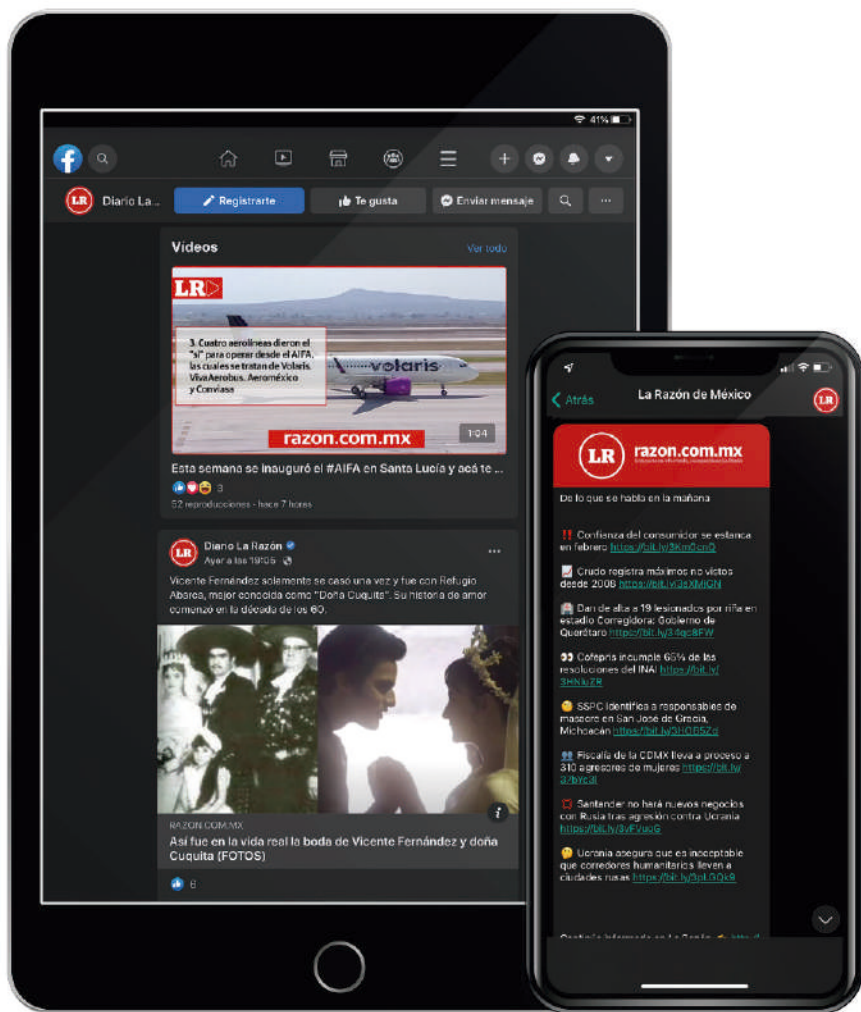 41%
Diario La...
Registrarte
Te gusta
Enviar mensaje
Vídeos
Ver todo
LR
3. Cuatro aerolíneas dieron el
"sí" para operar desde el AIFA,
las cuales se tratan de Volaris,
VivaAerobus, Aeroméxico
y Conviasa
volaris
razon.com.mx
1:04
Esta semana se inauguró el #AIFA en Santa Lucía y acá te ...
3
52 reproducciones · hace 7 horas
LR
Diario La Razón
Ayer a las 19:05
Vicente Fernández solamente se casó una vez y fue con Refugio
Abarca, mejor conocida como "Doña Cuquita". Su historia de amor
comenzó en la década de los 60.
RAZON.COM.MX
Así fue en la vida real la boda de Vicente Fernández y doña
Cuquita (FOTOS)
6
Atrás
La Razón de México
LR
LR
razon.com.mx
De lo que se habla en la mañana
Confianza del consumidor se estanca
en febrero
Crudo registra máximos no vistos
desde 2008
Dan de alta a 19 lesionados por riña en
estadio Corregidora: Gobierno de
Querétaro
Cofepris incumple 65% de las
resoluciones del INAI
SSPC identifica a responsables de
masacre en San José de Gracia,
Michoacán
Fiscalía de la CDMX lleva a proceso a
310 agresores de mujeres
Santander no hará nuevos negocios
con Rusia tras agresión contra Ucrania
Ucrania asegura que es inaceptable
que corredores humanitarios lleven a
ciudades rusas